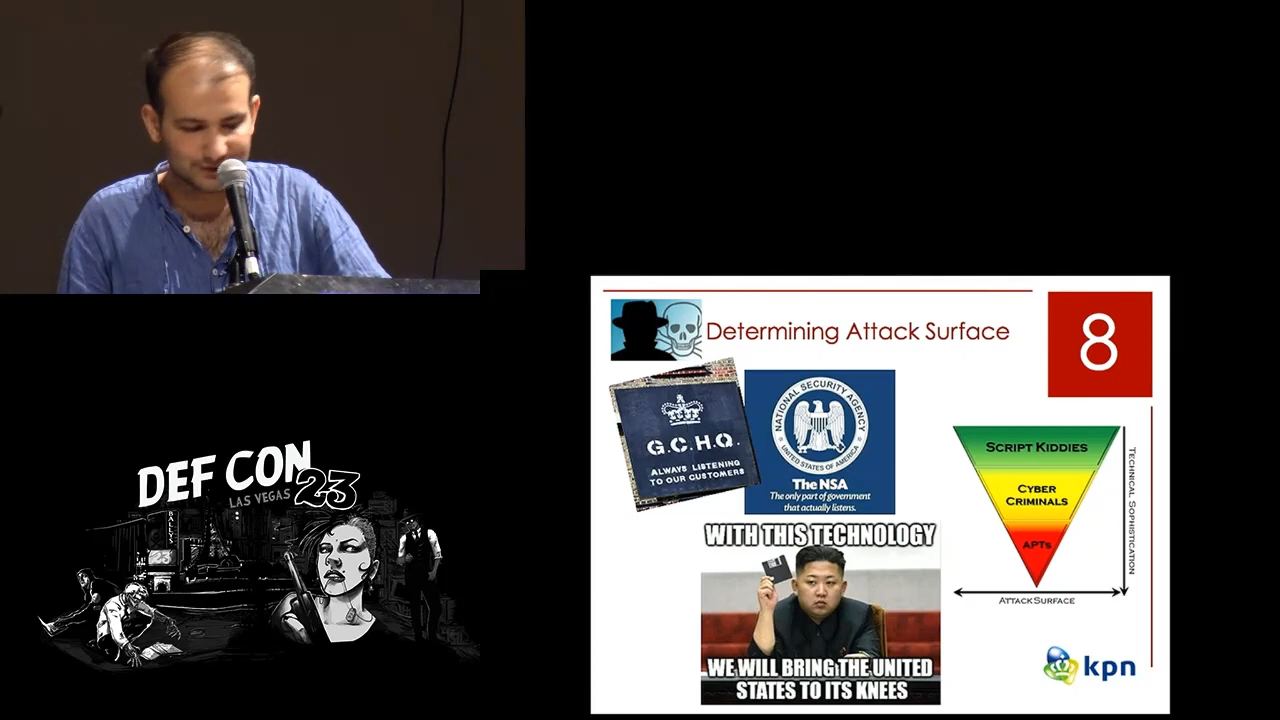 DEF CON
LAS VEGAS
23
BALLYS
Determining Attack Surface
8
G.C.H.Q.
ALWAYS LISTENING
TO OUR CUSTOMERS
NATIONAL SECURITY AGENCY
UNITED STATES OF AMERICA
The NSA
The only part of government
that actually listens.
WITH THIS TECHNOLOGY
WE WILL BRING THE UNITED
STATES TO ITS KNEES
SCRIPT KIDDIES
CYBER
CRIMINALS
APTs
TECHNICAL SOPHISTICATION
ATTACK SURFACE
kpn